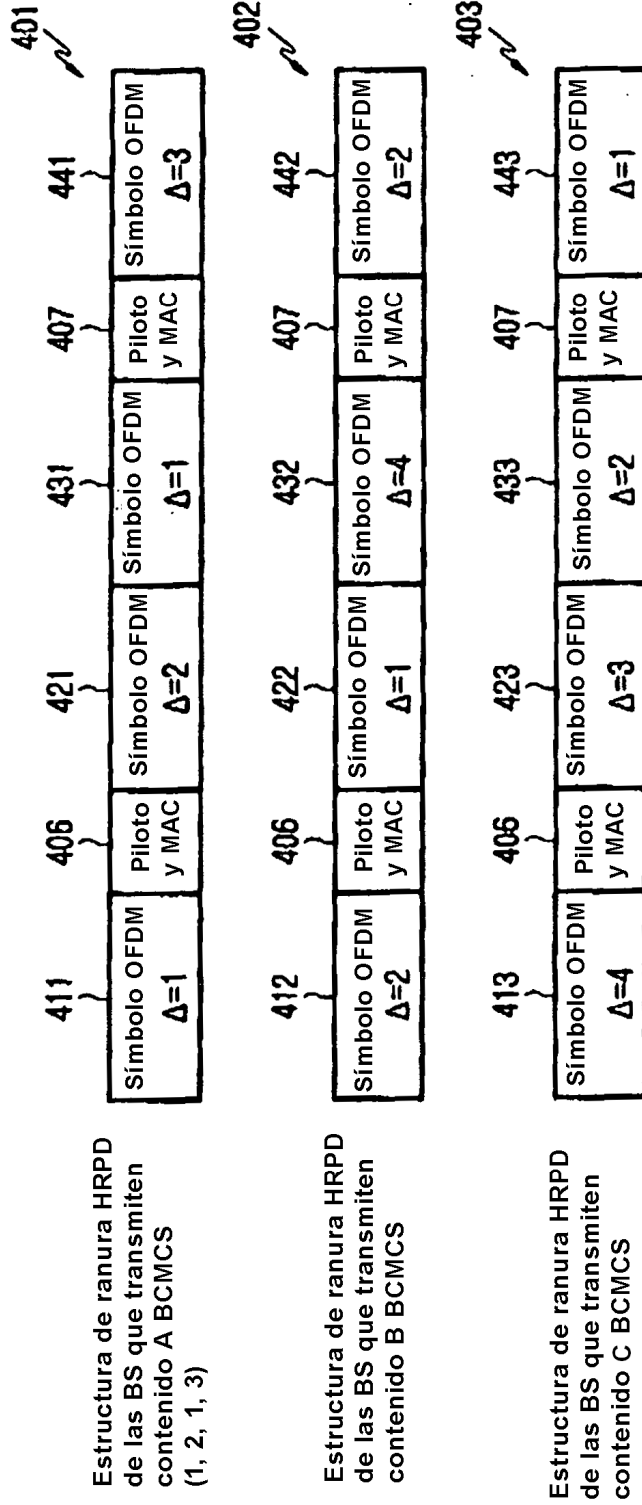 401
411 406 421 431 407 441
Estructura de ranura HRPD
de las BS que transmiten
contenido A BCMCS
(1, 2, 1, 3)
Símbolo OFDM
Δ=1
Piloto
y MAC
Símbolo OFDM
Δ=2
Símbolo OFDM
Δ=1
Piloto
y MAC
Símbolo OFDM
Δ=3
402
412 406 422 432 407 442
Estructura de ranura HRPD
de las BS que transmiten
contenido B BCMCS
Símbolo OFDM
Δ=2
Piloto
y MAC
Símbolo OFDM
Δ=1
Símbolo OFDM
Δ=4
Piloto
y MAC
Símbolo OFDM
Δ=2
403
413 406 423 433 407 443
Estructura de ranura HRPD
de las BS que transmiten
contenido C BCMCS
Símbolo OFDM
Δ=4
Piloto
y MAC
Símbolo OFDM
Δ=3
Símbolo OFDM
Δ=2
Piloto
y MAC
Símbolo OFDM
Δ=1